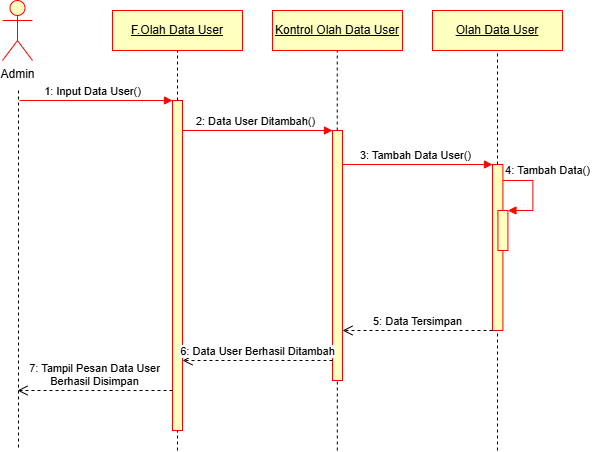 F.Olah Data User
Kontrol Olah Data User
Olah Data User
Admin
1: Input Data User()
2: Data User Ditambah()
3: Tambah Data User()
4: Tambah Data()
5: Data Tersimpan
6: Data User Berhasil Ditambah
7: Tampil Pesan Data User
Berhasil Disimpan